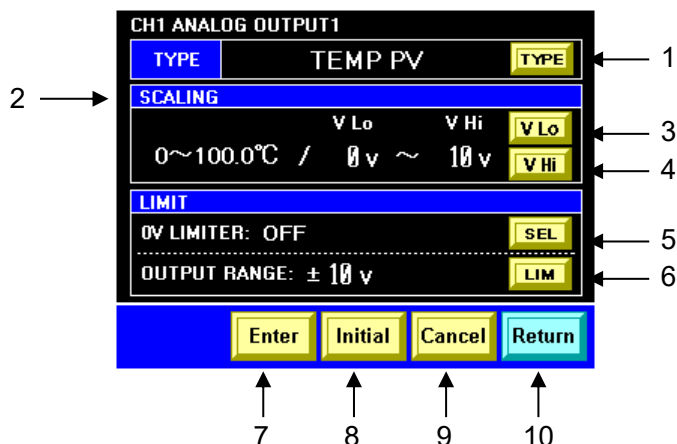 CH1 ANALOG OUTPUT1
TYPE TEMP PV TYPE 1
2 SCALING
V Lo V Hi V Lo 3
0~100.0℃ / 0 v ~ 10 v V Hi 4
LIMIT
0V LIMITER: OFF SEL 5
OUTPUT RANGE: ± 10 v LIM 6
Enter Initial Cancel Return
7 8 9 10